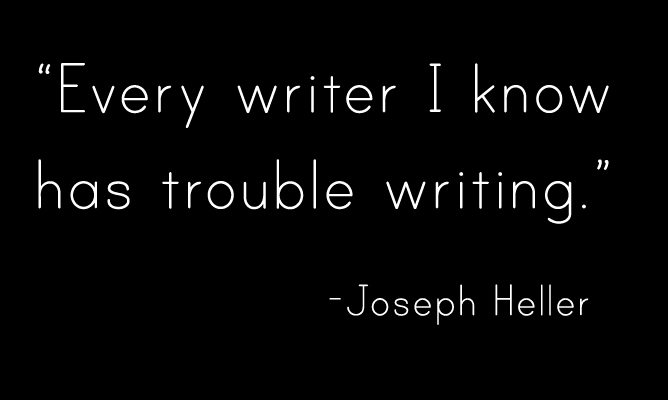 “Every writer I know
has trouble writing.”
-Joseph Heller